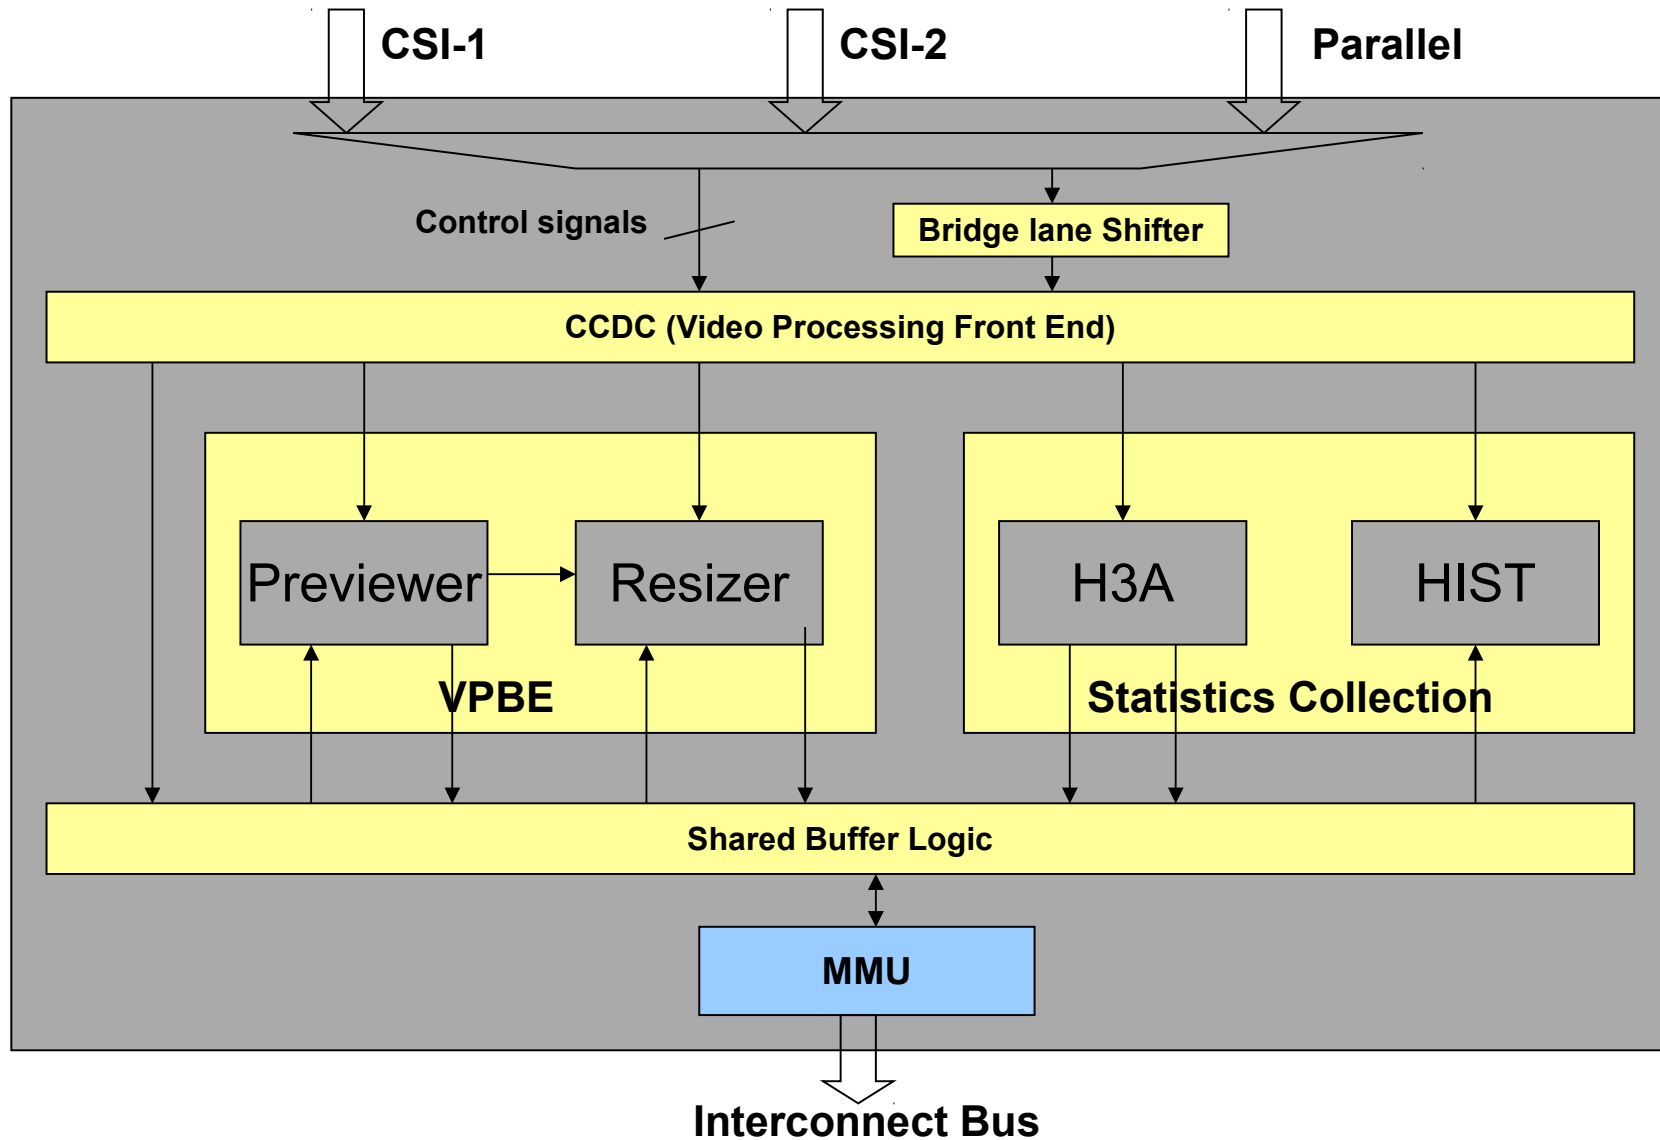 CSI-1
CSI-2
Parallel
Control signals
Bridge lane Shifter
CCDC (Video Processing Front End)
Previewer
Resizer
H3A
HIST
VPBE
Statistics Collection
Shared Buffer Logic
MMU
Interconnect Bus